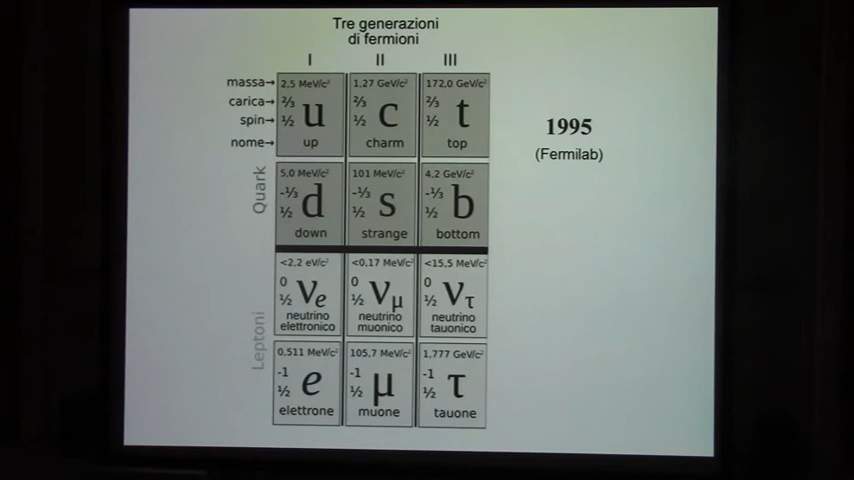 Tre generazioni
di fermioni
I II III
massa→
carica→
spin→
nome→
2,5 MeV/c²
⅔
½
u
up
1,27 GeV/c²
⅔
½
c
charm
172,0 GeV/c²
⅔
½
t
top
1995
(Fermilab)
Quark
5,0 MeV/c²
-⅓
½
d
down
101 MeV/c²
-⅓
½
s
strange
4,2 GeV/c²
-⅓
½
b
bottom
Leptoni
<2,2 eV/c²
0
½
νe
neutrino
elettronico
<0,17 MeV/c²
0
½
νμ
neutrino
muonico
<15,5 MeV/c²
0
½
ντ
neutrino
tauonico
0,511 MeV/c²
-1
½
e
elettrone
105,7 MeV/c²
-1
½
μ
muone
1,777 GeV/c²
-1
½
τ
tauone